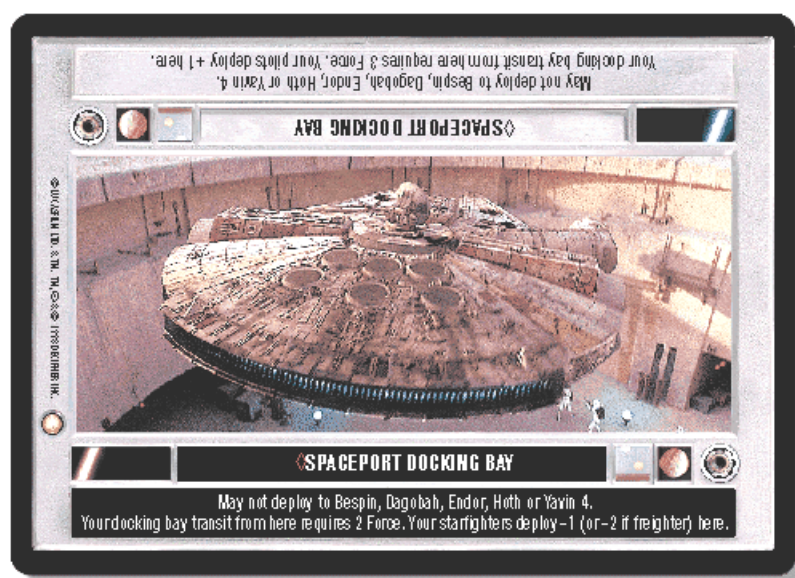 May not deploy to Bespin, Dagobah, Endor, Hoth or Yavin 4.
Your docking bay transit from here requires 3 Force. Your pilots deploy +1 here.
◊SPACEPORT DOCKING BAY
◊SPACEPORT DOCKING BAY
May not deploy to Bespin, Dagobah, Endor, Hoth or Yavin 4.
Your docking bay transit from here requires 2 Force. Your starfighters deploy -1 (or -2 if freighter) here.